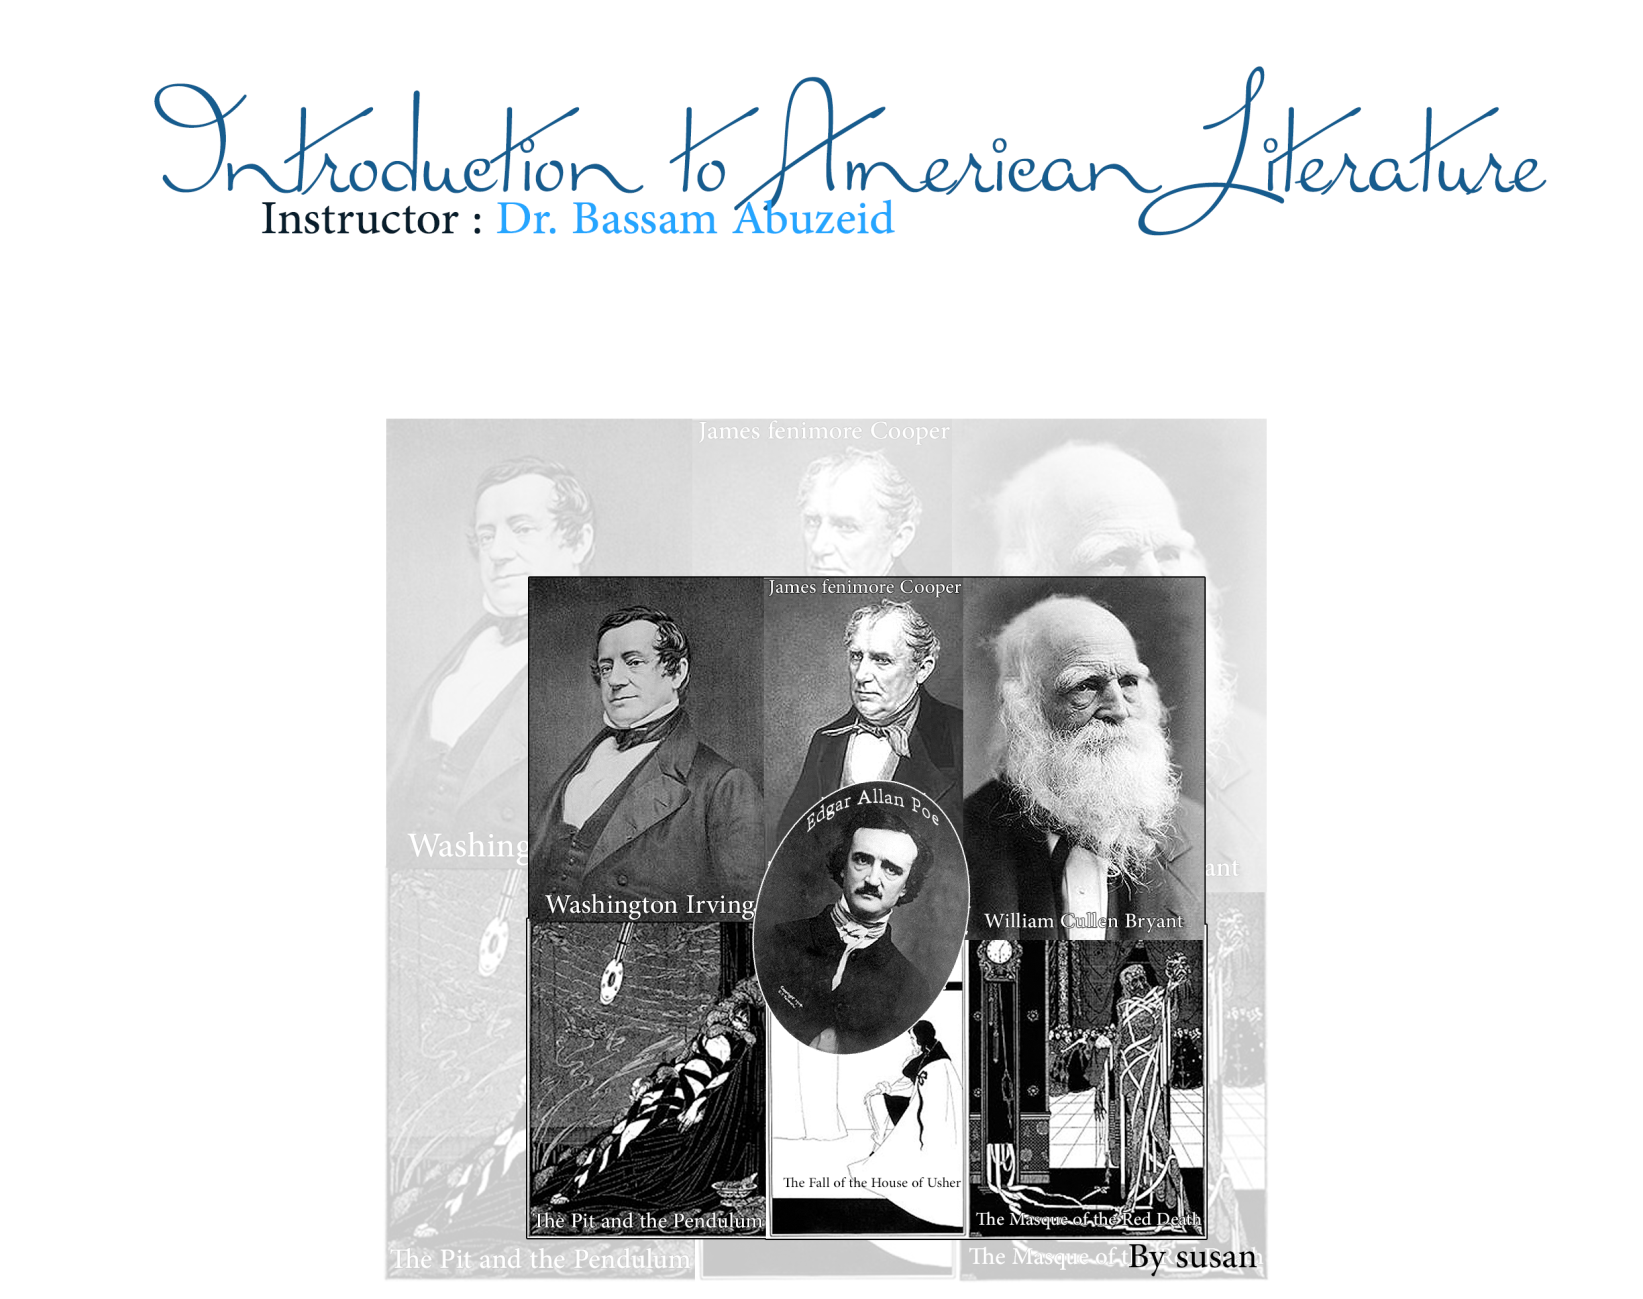 Introduction to American Literature
Instructor : Dr. Bassam Abuzeid
James fenimore Cooper
James fenimore Cooper
Edgar Allan Poe
Washing
ant
Washington Irving
William Cullen Bryant
The Fall of the House of Usher
The Pit and the Pendulum
The Masque of the Red Death
The Pit and the Pendulum
The Masque of t
By susan